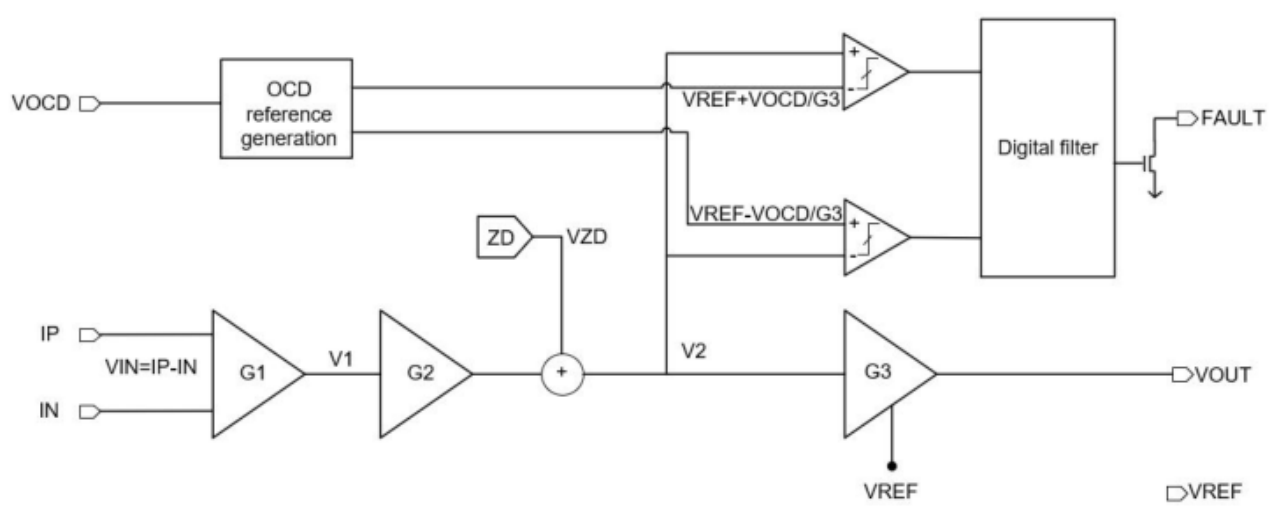 VOCD
OCD
reference
generation
+
-
VREF+VOCD/G3
Digital filter
FAULT
VREF-VOCD/G3
+
-
ZD
VZD
IP
VIN=IP-IN
IN
G1
V1
G2
+
V2
G3
VOUT
VREF
VREF